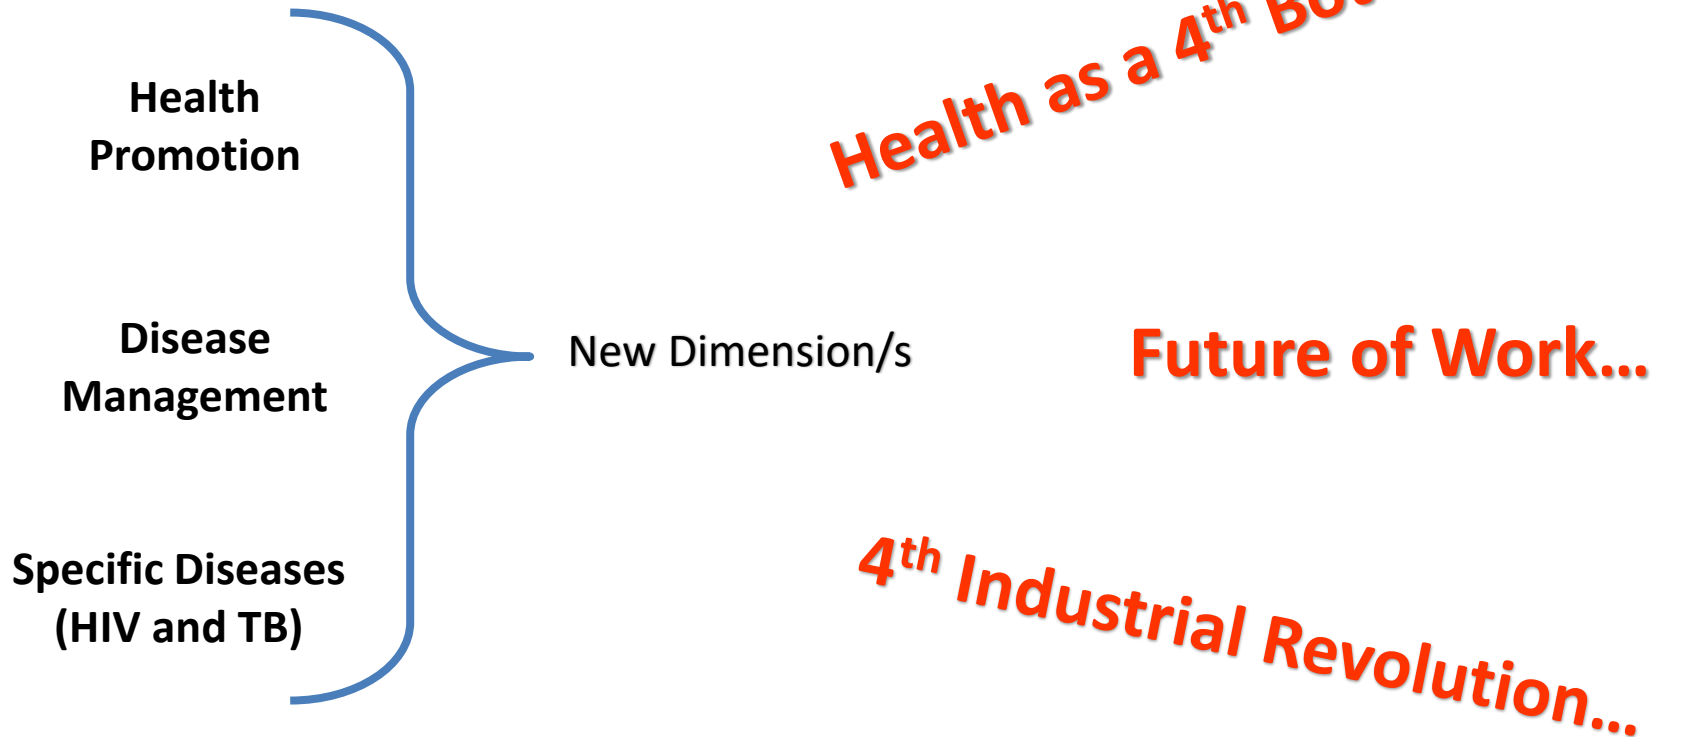 Health
Promotion
Disease
Management
Specific Diseases
(HIV and TB)
New Dimension/s
Health as a 4th
Future of Work...
4th Industrial Revolution...